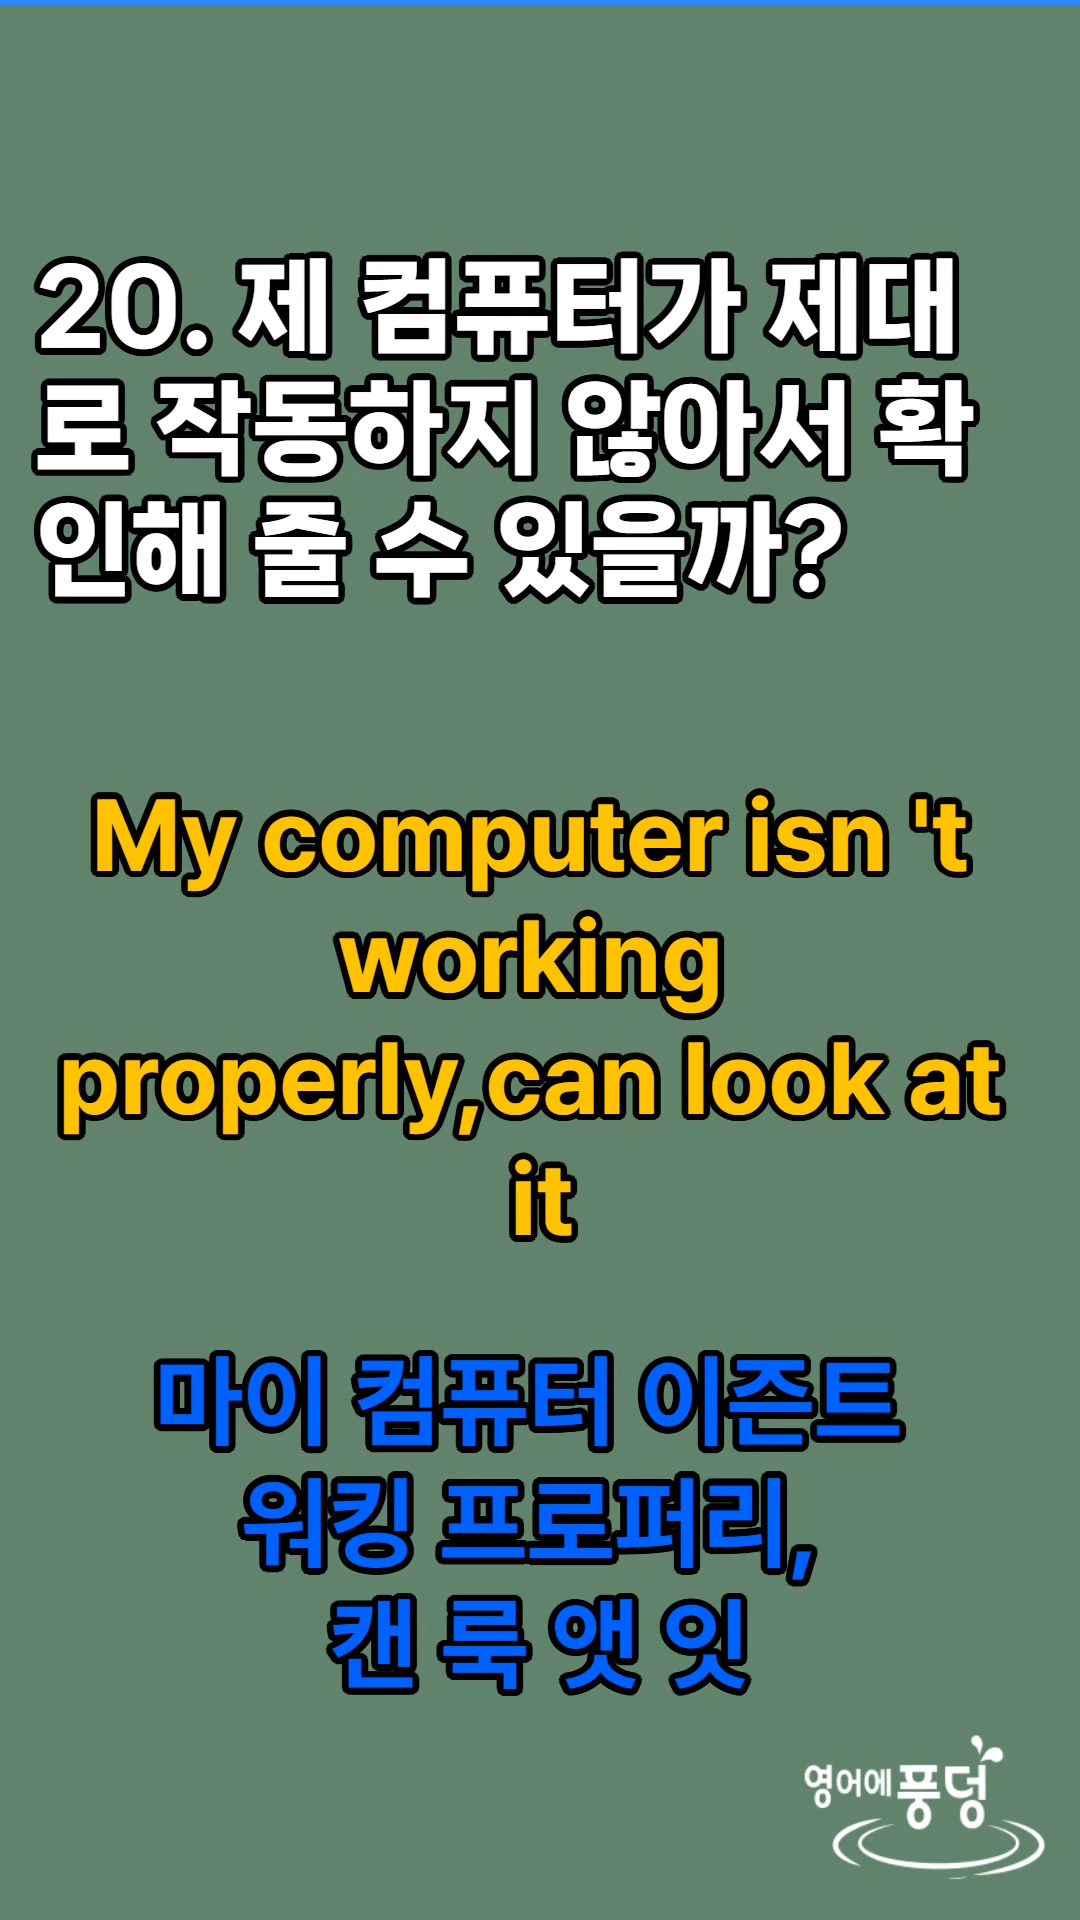 20. 제 컴퓨터가 제대
로 작동하지 않아서 확
인해 줄 수 있을까?
My computer isn 't
working
properly,can look at
it
마이 컴퓨터 이즌트
워킹 프로퍼리,
캔 룩 앳 잇
영어에풍덩